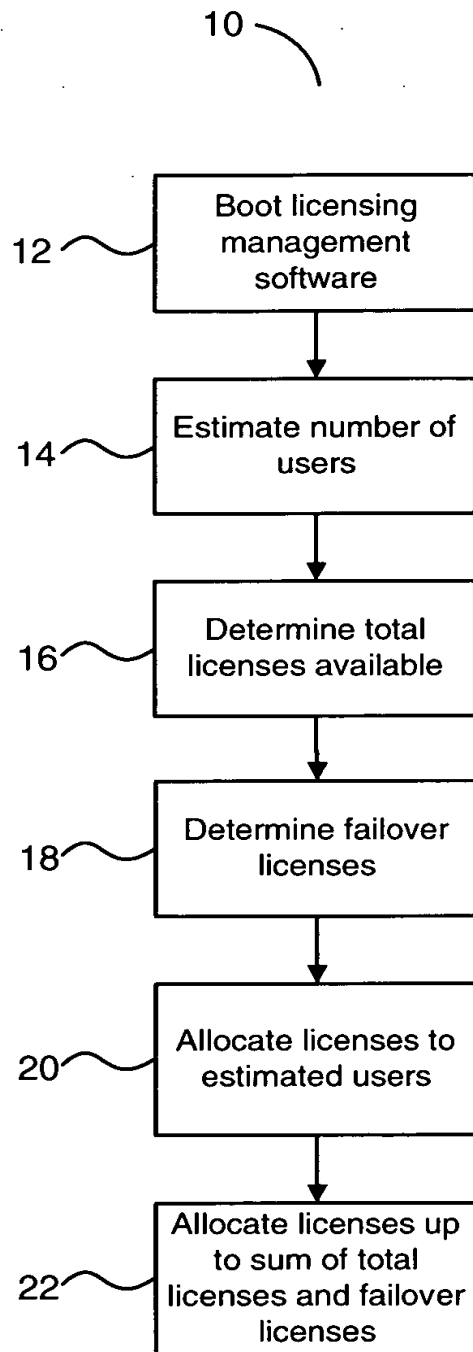 10
12
Boot licensing
management
software
14
Estimate number of
users
16
Determine total
licenses available
18
Determine failover
licenses
20
Allocate licenses to
estimated users
22
Allocate licenses up
to sum of total
licenses and failover
licenses